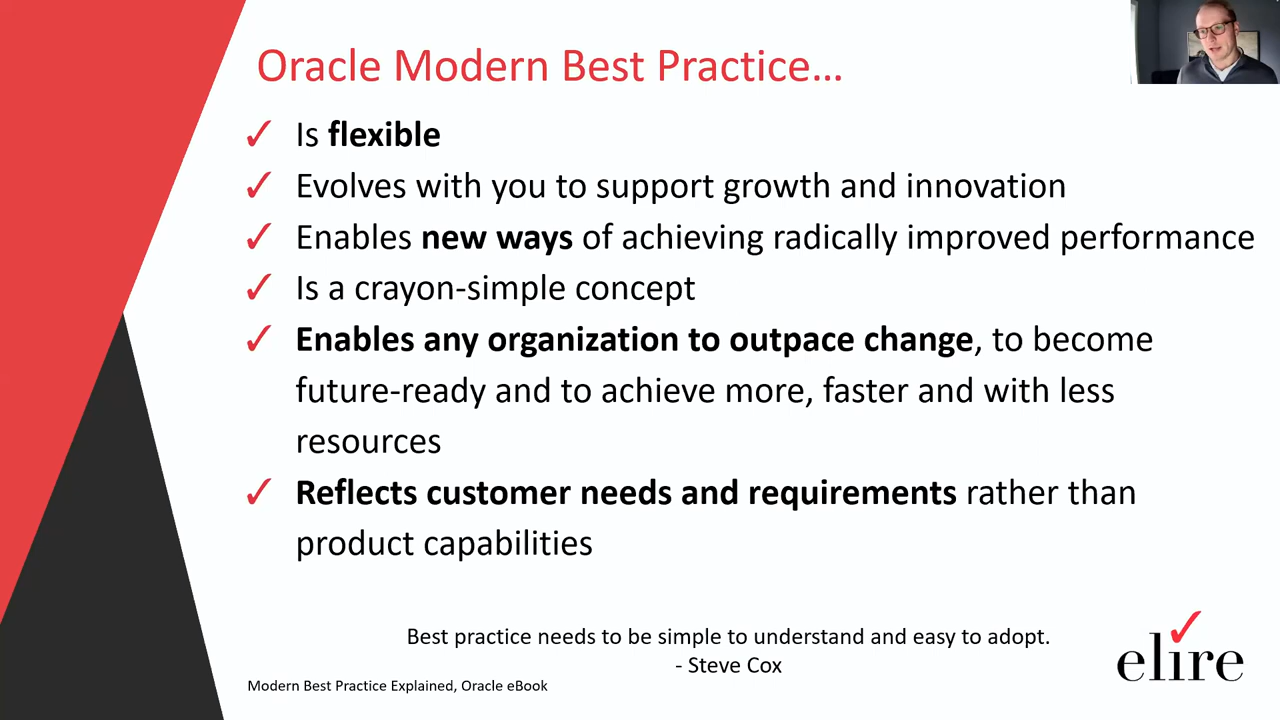 Oracle Modern Best Practice…
✓ Is flexible
✓ Evolves with you to support growth and innovation
✓ Enables new ways of achieving radically improved performance
✓ Is a crayon-simple concept
✓ Enables any organization to outpace change, to become
future-ready and to achieve more, faster and with less
resources
✓ Reflects customer needs and requirements rather than
product capabilities
Best practice needs to be simple to understand and easy to adopt.
- Steve Cox
Modern Best Practice Explained, Oracle eBook
elire